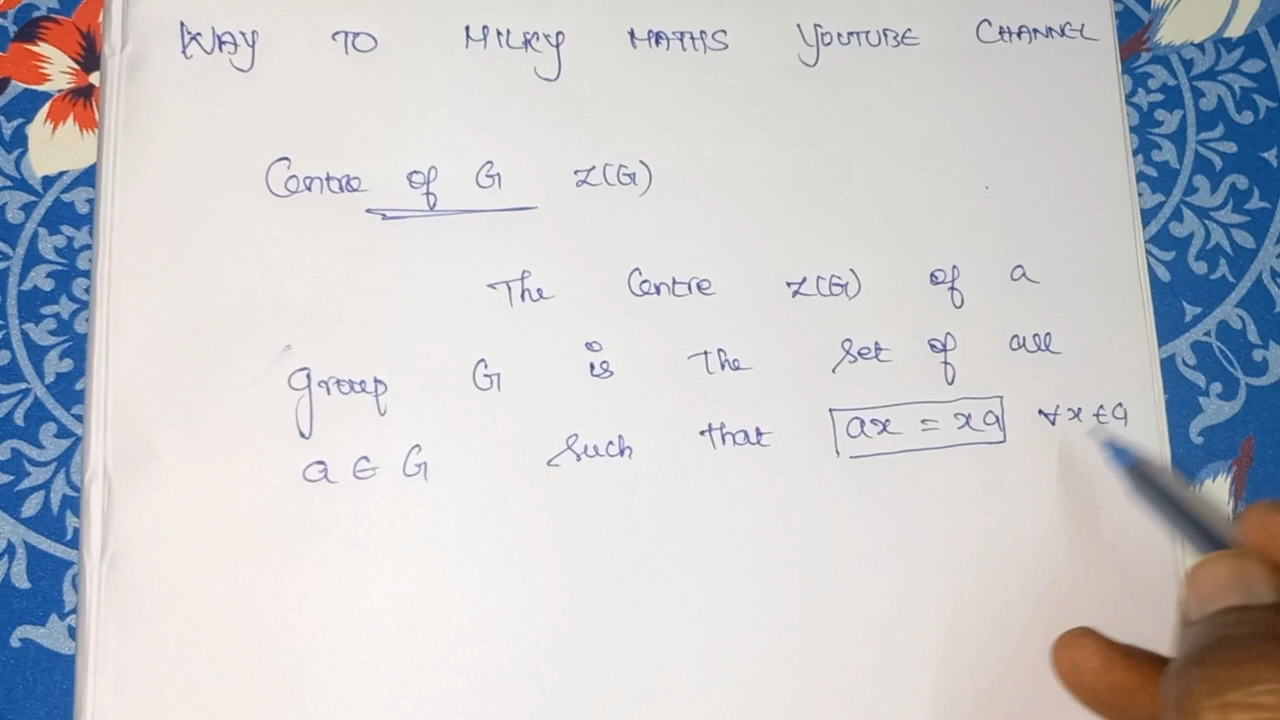 WAY TO MILKY MATHS YOUTUBE CHANNEL
Centre of G Z(G)
The Centre Z(G) of a
group G is the set of all
a ∈ G such that ax = xa ∀x∈G